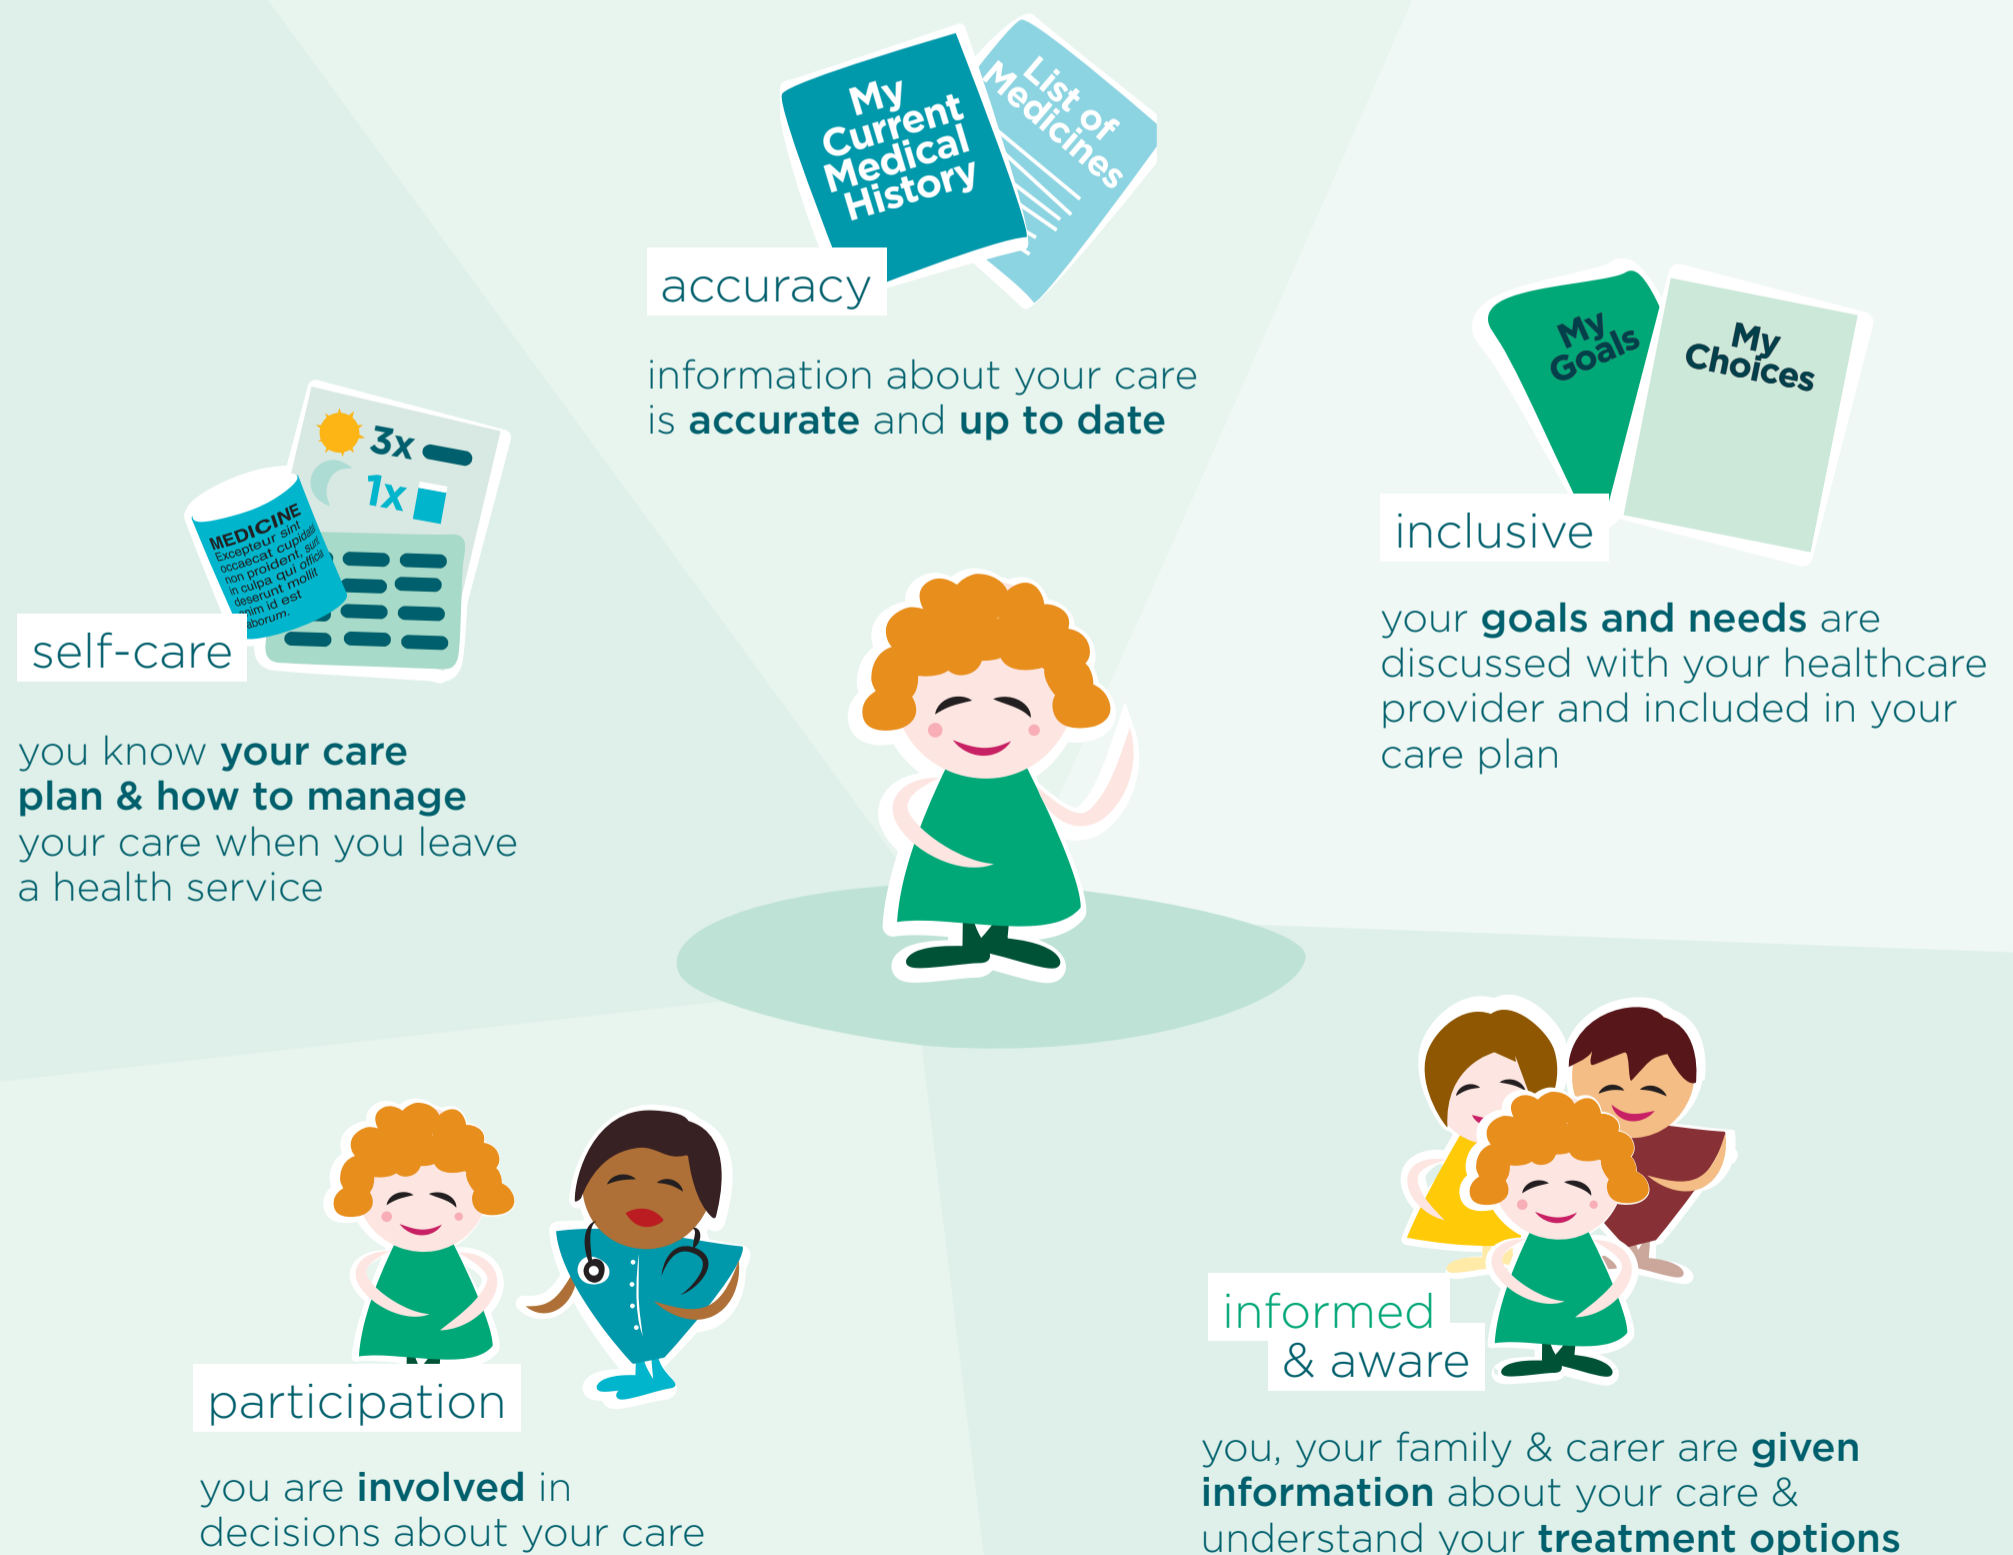 My
Current
Medical
History
List of
Medicines
accuracy
information about your care
is accurate and up to date
My
Goals
My
Choices
inclusive
your goals and needs are
discussed with your healthcare
provider and included in your
care plan
3x
1x
MEDICINE
Excepteur sint
occaecat cupidatat
non proident, sunt
in culpa qui officia
deserunt mollit
anim id est
laborum.
self-care
you know your care
plan & how to manage
your care when you leave
a health service
participation
you are involved in
decisions about your care
informed
& aware
you, your family & carer are given
information about your care &
understand your treatment options